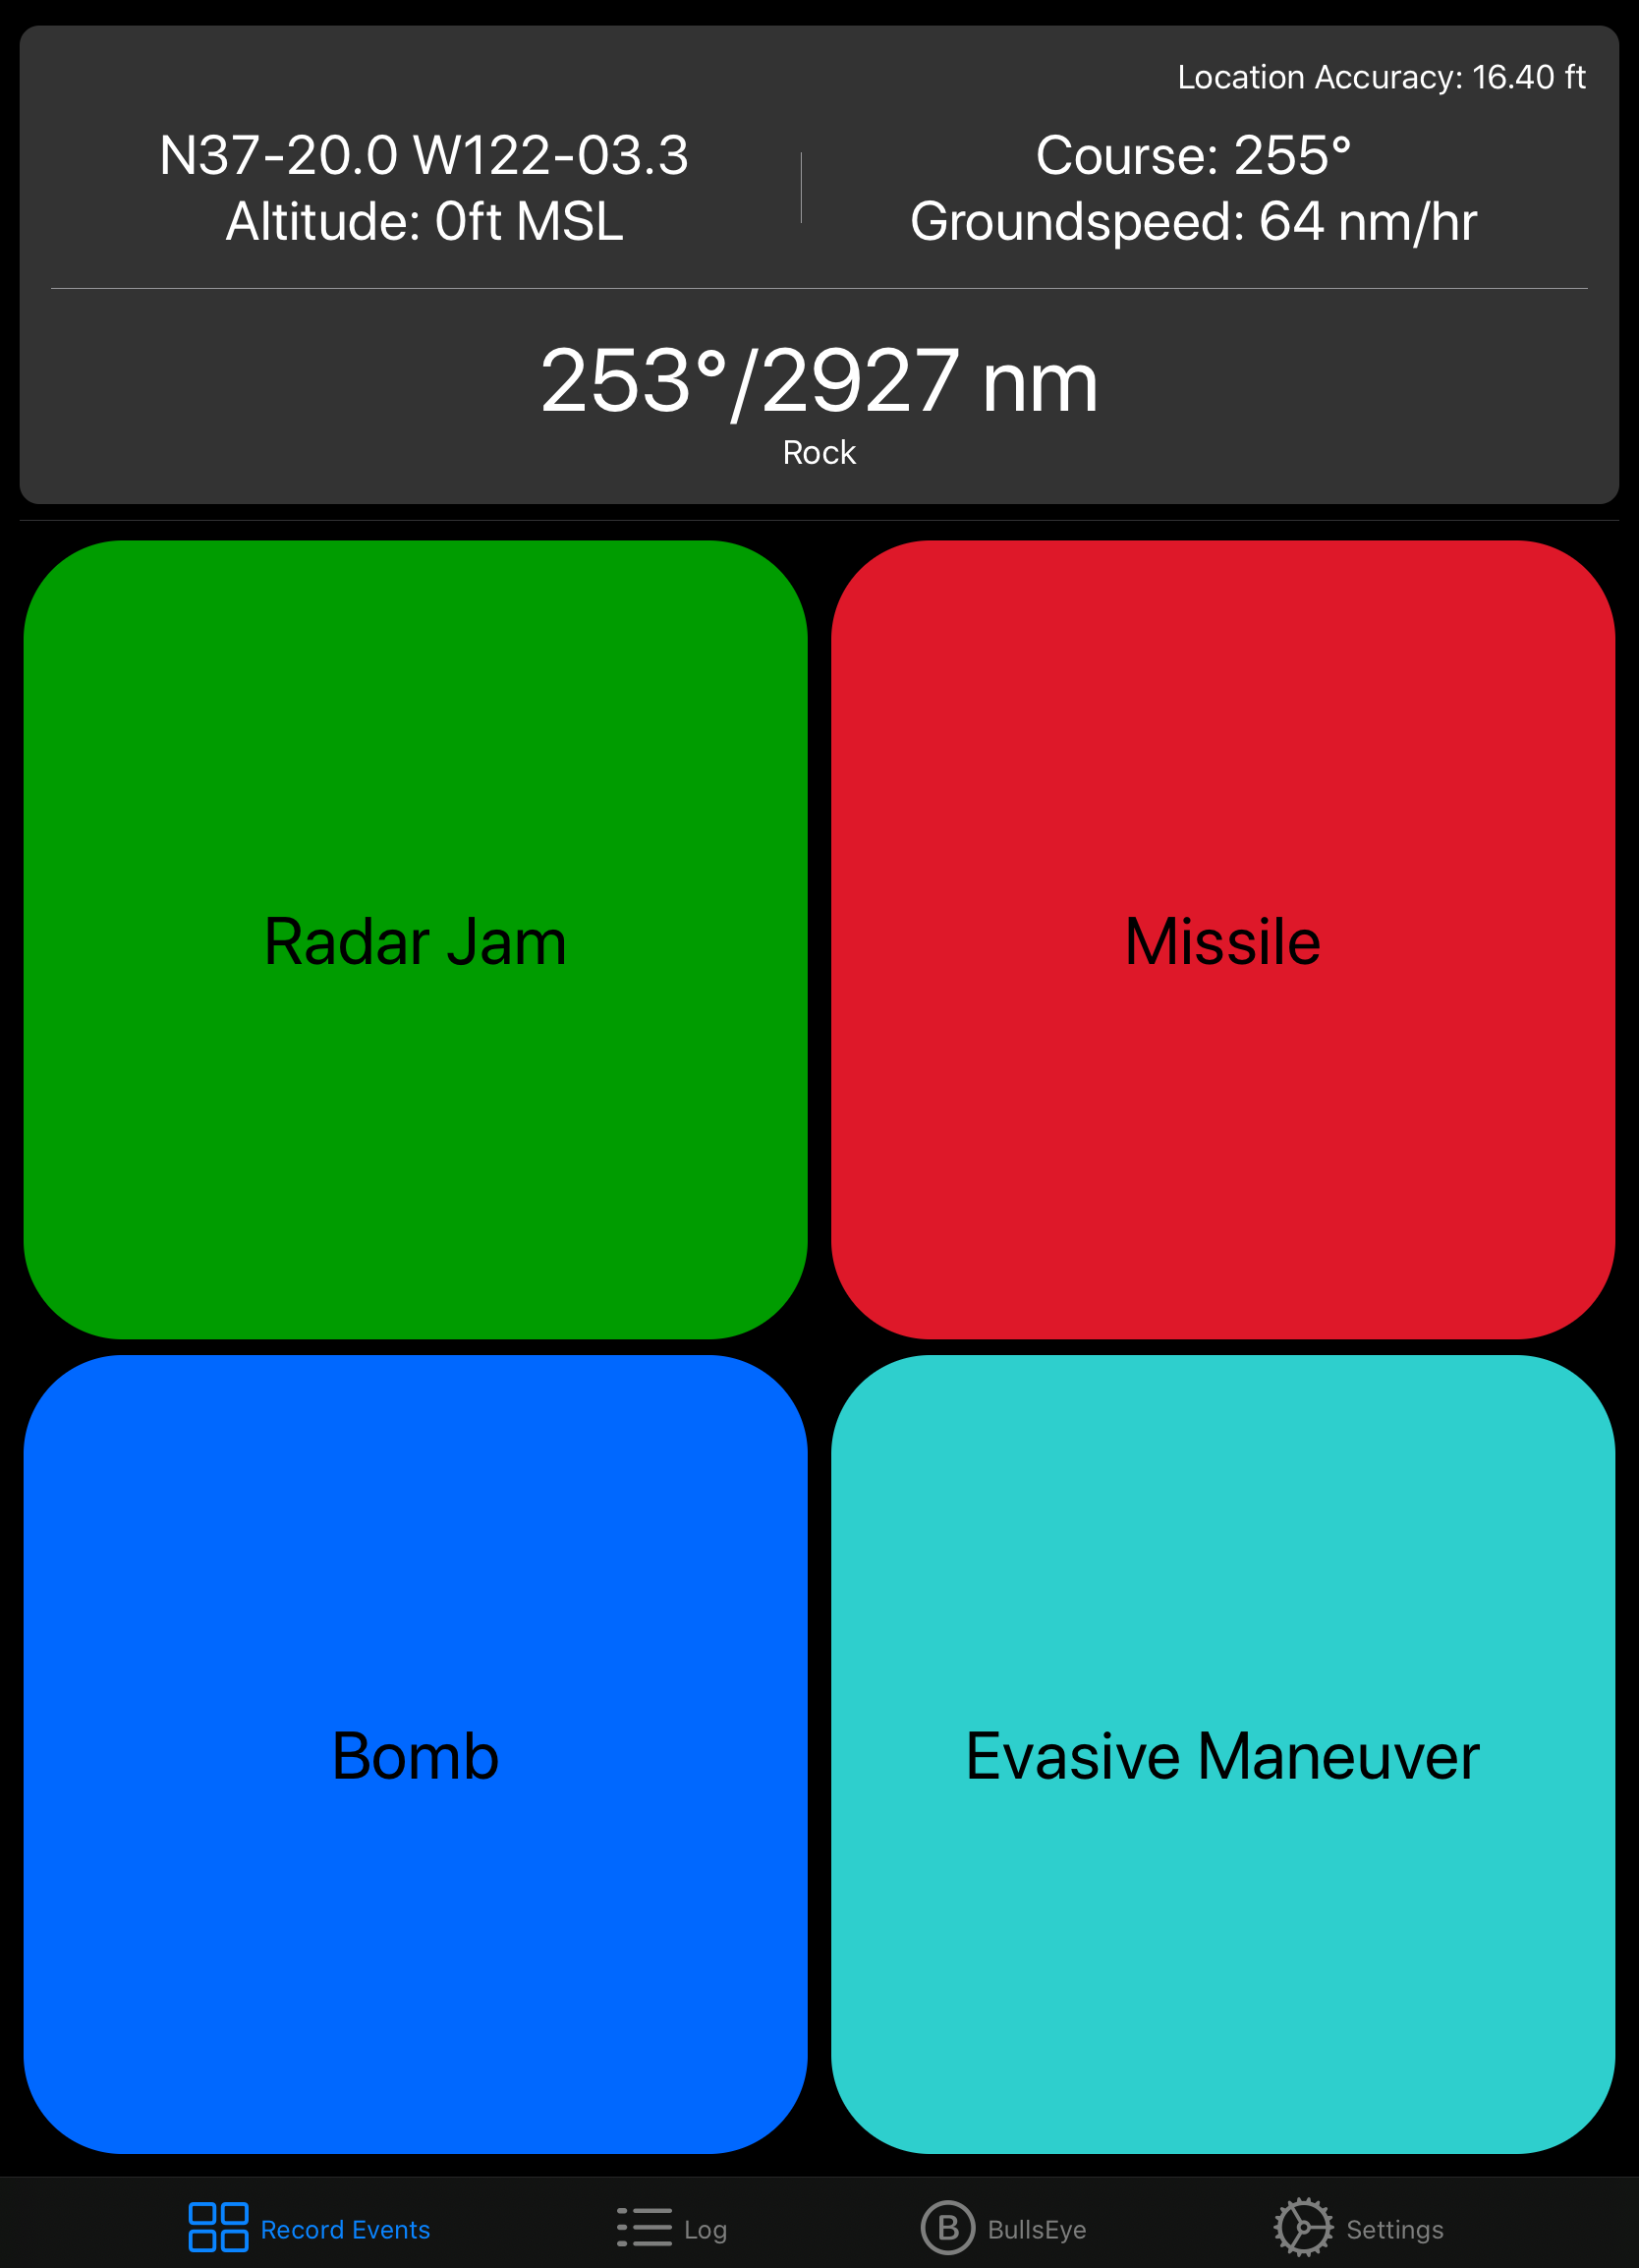 Location Accuracy: 16.40 ft
N37-20.0 W122-03.3
Altitude: 0ft MSL
Course: 255°
Groundspeed: 64 nm/hr
253°/2927 nm
Rock
Radar Jam
Missile
Bomb
Evasive Maneuver
Record Events
Log
B
BullsEye
Settings